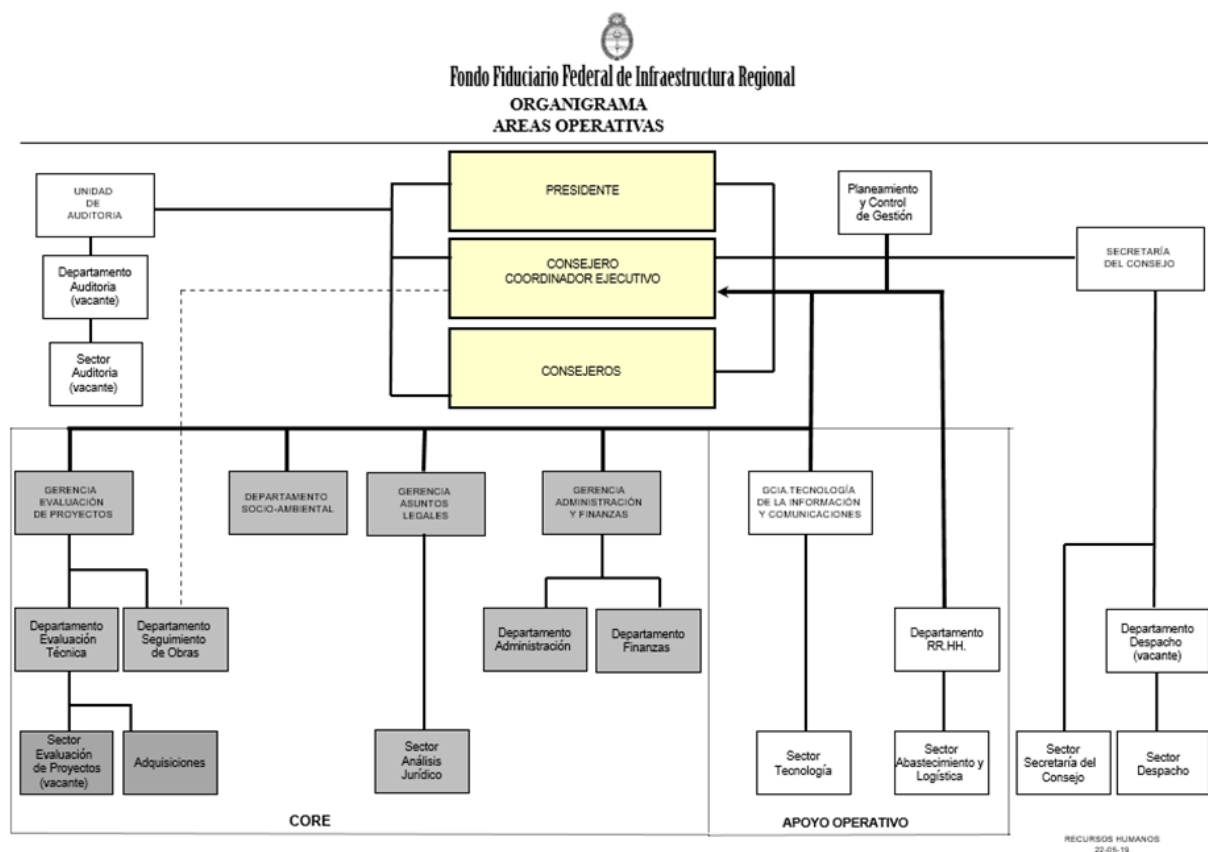 Fondo Fiduciario Federal de Infraestructura Regional
ORGANIGRAMA
AREAS OPERATIVAS
UNIDAD
DE
AUDITORIA
Departamento
Auditoria
(vacante)
Sector
Auditoria
(vacante)
PRESIDENTE
CONSEJERO
COORDINADOR EJECUTIVO
CONSEJEROS
Planeamiento
y Control
de Gestión
SECRETARÍA
DEL CONSEJO
GERENCIA
EVALUACIÓN
DE PROYECTOS
DEPARTAMENTO
SOCIO-AMBIENTAL
GERENCIA
ASUNTOS
LEGALES
GERENCIA
ADMINISTRACIÓN
Y FINANZAS
GCIA.TECNOLOGÍA
DE LA INFORMACIÓN
Y COMUNICACIONES
Departamento
Evaluación
Técnica
Departamento
Seguimiento
de Obras
Departamento
Administración
Departamento
Finanzas
Departamento
RR.HH.
Departamento
Despacho
(vacante)
Sector
Evaluación
de Proyectos
(vacante)
Adquisiciones
Sector
Análisis
Jurídico
Sector
Tecnología
Sector
Abastecimiento y
Logística
Sector
Secretaría del
Consejo
Sector
Despacho
CORE
APOYO OPERATIVO
RECURSOS HUMANOS
22-05-19